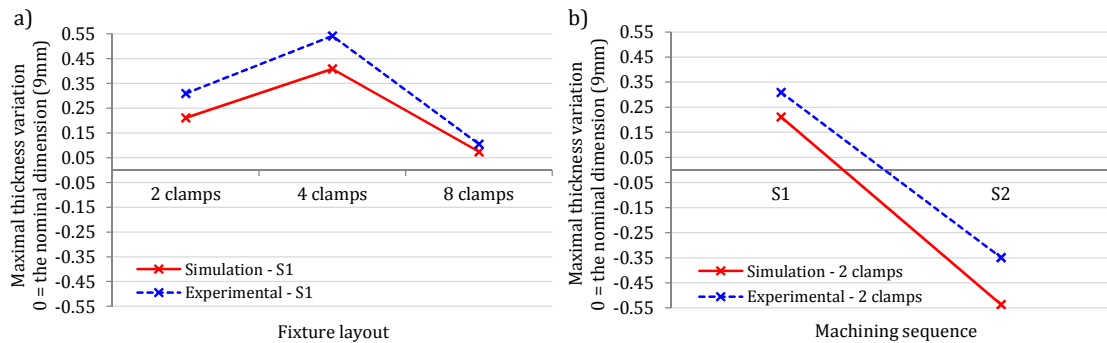 a)
Maximal thickness variation
0 = the nominal dimension (9mm)
0.55
0.45
0.35
0.25
0.15
0.05
-0.05
-0.15
-0.25
-0.35
-0.45
-0.55
2 clamps
4 clamps
8 clamps
Simulation - S1
Experimental - S1
Fixture layout
b)
Maximal thickness variation
0 = the nominal dimension (9mm)
0.55
0.45
0.35
0.25
0.15
0.05
-0.05
-0.15
-0.25
-0.35
-0.45
-0.55
S1
S2
Simulation - 2 clamps
Experimental - 2 clamps
Machining sequence